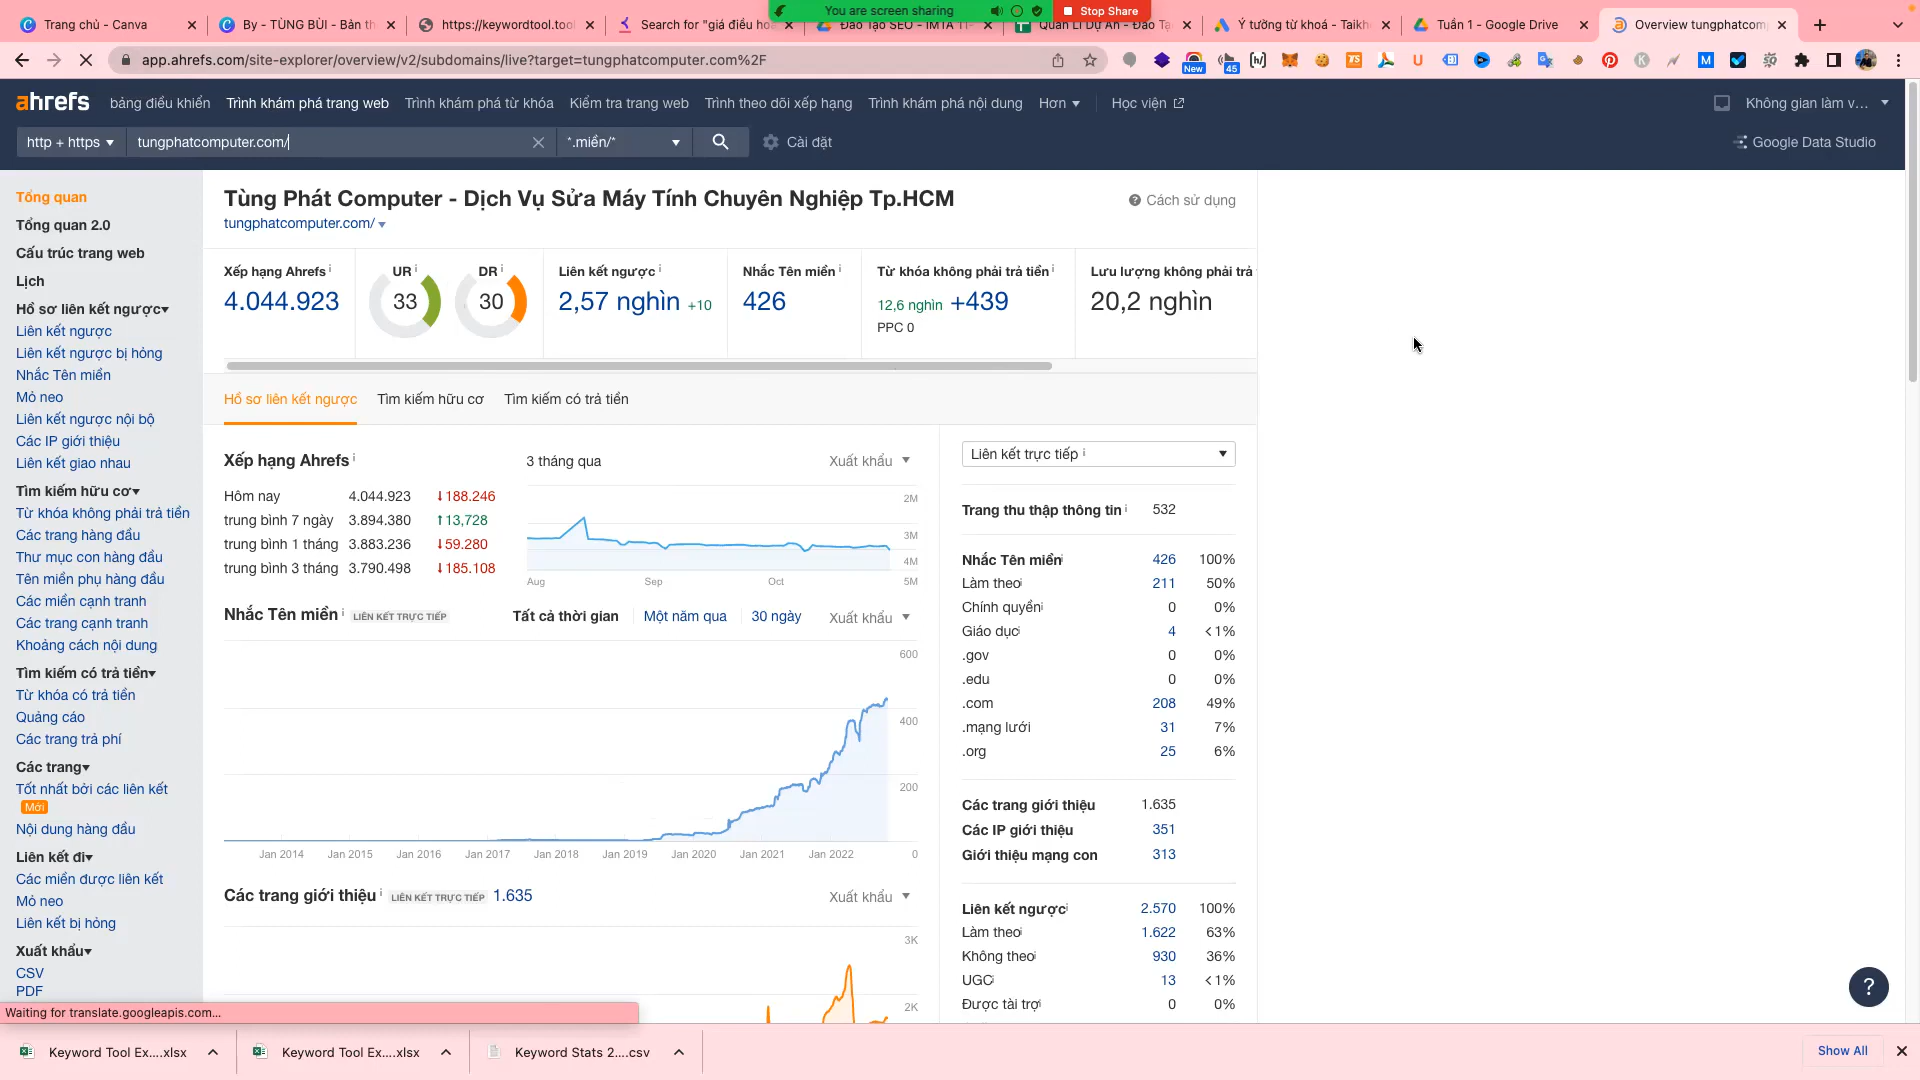 Trang chủ - Canva
By - TÙNG BÙI - Bản th
https://keywordtool.too
Search for "giá điều ho
Đào Tạo SEO - IMTA T1-
Quản Lí Dự Án - Đào Tạ
Ý tưởng từ khoá - Taikh
Tuần 1 - Google Drive
Overview tungphatcom
You are screen sharing
Stop Share
app.ahrefs.com/site-explorer/overview/v2/subdomains/live?target=tungphatcomputer.com%2F
New
45
ahrefs
bảng điều khiển
Trình khám phá trang web
Trình khám phá từ khóa
Kiểm tra trang web
Trình theo dõi xếp hạng
Trình khám phá nội dung
Hơn
Học viện
Không gian làm v...
http + https
tungphatcomputer.com/
*.miền/*
Cài đặt
Google Data Studio
Tổng quan
Tổng quan 2.0
Cấu trúc trang web
Lịch
Hồ sơ liên kết ngược
Liên kết ngược
Liên kết ngược bị hỏng
Nhắc Tên miền
Mỏ neo
Liên kết ngược nội bộ
Các IP giới thiệu
Liên kết giao nhau
Tìm kiếm hữu cơ
Từ khóa không phải trả tiền
Các trang hàng đầu
Thư mục con hàng đầu
Tên miền phụ hàng đầu
Các miền cạnh tranh
Các trang cạnh tranh
Khoảng cách nội dung
Tìm kiếm có trả tiền
Từ khóa có trả tiền
Quảng cáo
Các trang trả phí
Các trang
Tốt nhất bởi các liên kết
Mới
Nội dung hàng đầu
Liên kết đi
Các miền được liên kết
Mỏ neo
Liên kết bị hỏng
Xuất khẩu
CSV
PDF
Tùng Phát Computer - Dịch Vụ Sửa Máy Tính Chuyên Nghiệp Tp.HCM
tungphatcomputer.com/
Cách sử dụng
Xếp hạng Ahrefs
4.044.923
UR
33
DR
30
Liên kết ngược
2,57 nghìn +10
Nhắc Tên miền
426
Từ khóa không phải trả tiền
12,6 nghìn +439
PPC 0
Lưu lượng không phải trả
20,2 nghìn
Hồ sơ liên kết ngược
Tìm kiếm hữu cơ
Tìm kiếm có trả tiền
Xếp hạng Ahrefs
3 tháng qua
Xuất khẩu
Hôm nay 4.044.923 ↓188.246
trung bình 7 ngày 3.894.380 ↑13,728
trung bình 1 tháng 3.883.236 ↓59.280
trung bình 3 tháng 3.790.498 ↓185.108
2M
3M
4M
5M
Aug Sep Oct
Nhắc Tên miền LIÊN KẾT TRỰC TIẾP
Tất cả thời gian
Một năm qua
30 ngày
Xuất khẩu
600
400
200
0
Jan 2014 Jan 2015 Jan 2016 Jan 2017 Jan 2018 Jan 2019 Jan 2020 Jan 2021 Jan 2022
Các trang giới thiệu LIÊN KẾT TRỰC TIẾP 1.635
Xuất khẩu
3K
2K
Liên kết trực tiếp
Trang thu thập thông tin 532
Nhắc Tên miền 426 100%
Làm theo 211 50%
Chính quyền 0 0%
Giáo dục 4 <1%
.gov 0 0%
.edu 0 0%
.com 208 49%
.mạng lưới 31 7%
.org 25 6%
Các trang giới thiệu 1.635
Các IP giới thiệu 351
Giới thiệu mạng con 313
Liên kết ngược 2.570 100%
Làm theo 1.622 63%
Không theo 930 36%
UGC 13 <1%
Được tài trợ 0 0%
?
Waiting for translate.googleapis.com...
Keyword Tool Ex....xlsx
Keyword Tool Ex....xlsx
Keyword Stats 2....csv
Show All